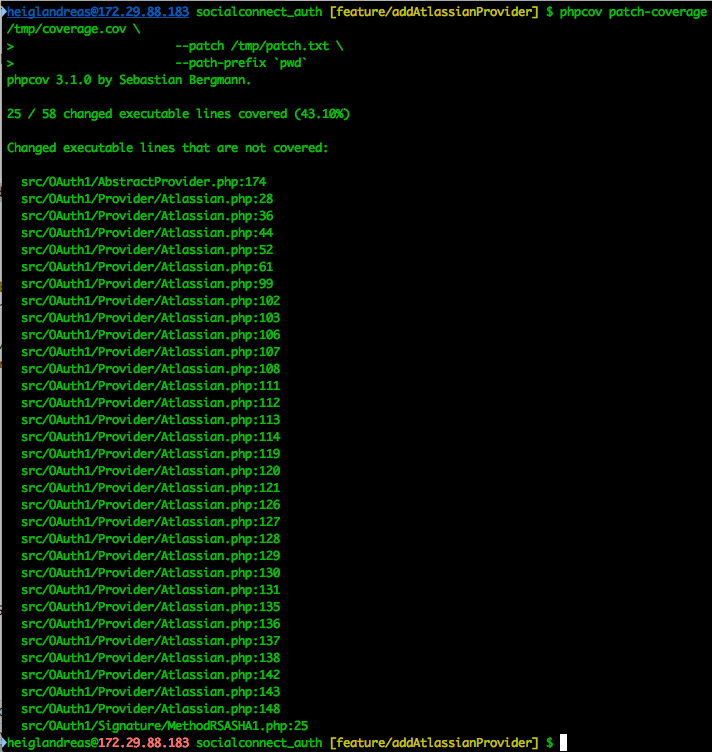 heiglandreas@172.29.88.183 socialconnect_auth [feature/addAtlassianProvider] $ phpcov patch-coverage
/tmp/coverage.cov \
> --patch /tmp/patch.txt \
> --path-prefix `pwd`
phpcov 3.1.0 by Sebastian Bergmann.
25 / 58 changed executable lines covered (43.10%)
Changed executable lines that are not covered:
src/OAuth1/AbstractProvider.php:174
src/OAuth1/Provider/Atlassian.php:28
src/OAuth1/Provider/Atlassian.php:36
src/OAuth1/Provider/Atlassian.php:44
src/OAuth1/Provider/Atlassian.php:52
src/OAuth1/Provider/Atlassian.php:61
src/OAuth1/Provider/Atlassian.php:99
src/OAuth1/Provider/Atlassian.php:102
src/OAuth1/Provider/Atlassian.php:103
src/OAuth1/Provider/Atlassian.php:106
src/OAuth1/Provider/Atlassian.php:107
src/OAuth1/Provider/Atlassian.php:108
src/OAuth1/Provider/Atlassian.php:111
src/OAuth1/Provider/Atlassian.php:112
src/OAuth1/Provider/Atlassian.php:113
src/OAuth1/Provider/Atlassian.php:114
src/OAuth1/Provider/Atlassian.php:119
src/OAuth1/Provider/Atlassian.php:120
src/OAuth1/Provider/Atlassian.php:121
src/OAuth1/Provider/Atlassian.php:126
src/OAuth1/Provider/Atlassian.php:127
src/OAuth1/Provider/Atlassian.php:128
src/OAuth1/Provider/Atlassian.php:129
src/OAuth1/Provider/Atlassian.php:130
src/OAuth1/Provider/Atlassian.php:131
src/OAuth1/Provider/Atlassian.php:135
src/OAuth1/Provider/Atlassian.php:136
src/OAuth1/Provider/Atlassian.php:137
src/OAuth1/Provider/Atlassian.php:138
src/OAuth1/Provider/Atlassian.php:142
src/OAuth1/Provider/Atlassian.php:143
src/OAuth1/Provider/Atlassian.php:148
src/OAuth1/Signature/MethodRSASHA1.php:25
heiglandreas@172.29.88.183 socialconnect_auth [feature/addAtlassianProvider] $